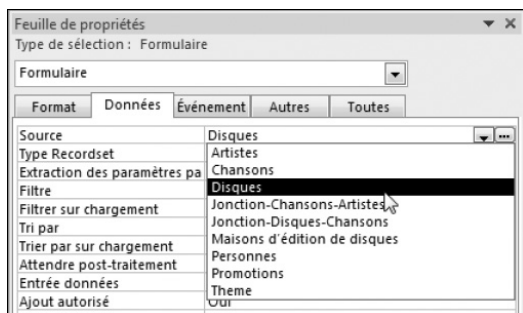 Feuille de propriétés
Type de sélection : Formulaire
Formulaire
Format Données Événement Autres Toutes
Source Disques
Type Recordset Artistes
Extraction des paramètres pa Chansons
Filtre Disques
Filtrer sur chargement Jonction-Chansons-Artistes
Tri par Jonction-Disques-Chansons
Trier par sur chargement Maisons d'édition de disques
Attendre post-traitement Personnes
Entrée données Promotions
Ajout autorisé Theme
Oui